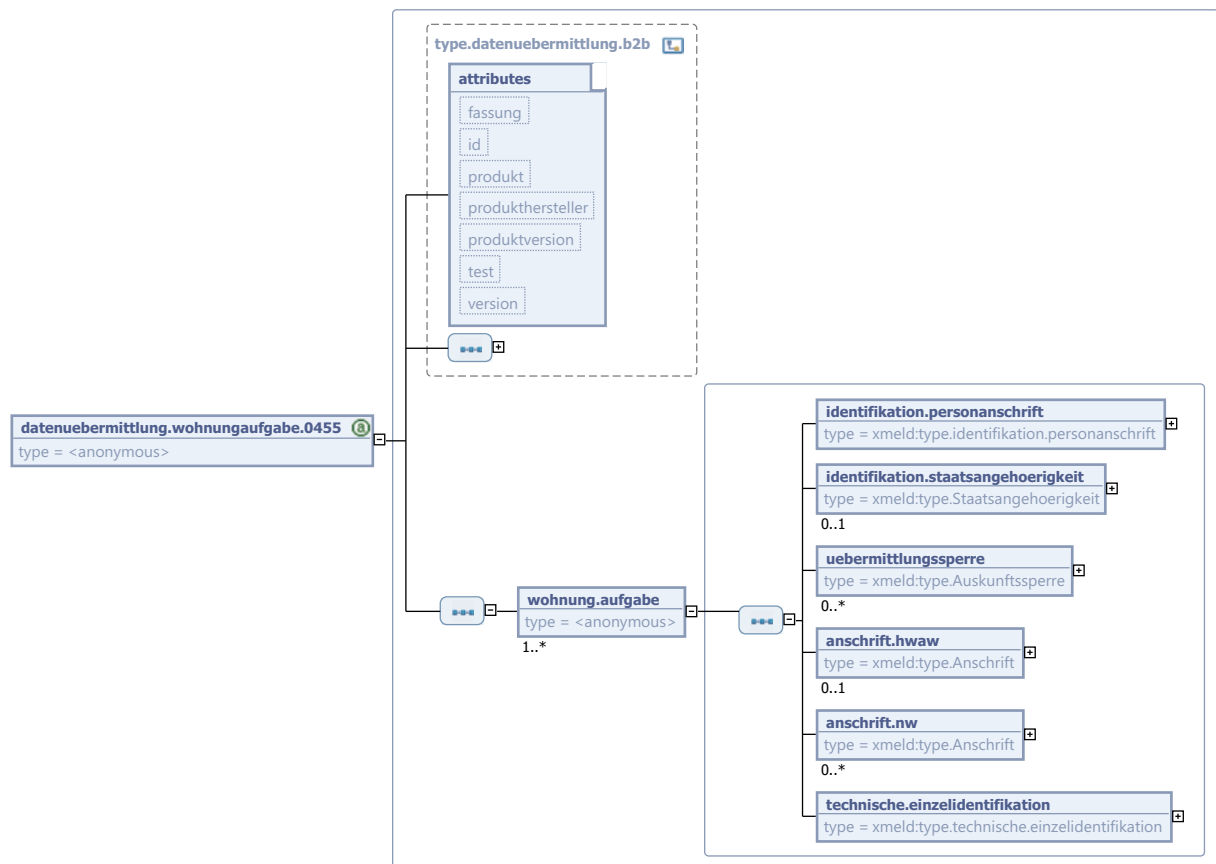 type.datenuebermittlung.b2b
attributes
fassung
id
produkt
produkthersteller
produktversion
test
version
datenuebermittlung.wohnungaufgabe.0455
type = <anonymous>
wohnung.aufgabe
type = <anonymous>
1..*
identifikation.personanschrift
type = xmeld:type.identifikation.personanschrift
identifikation.staatsangehoerigkeit
type = xmeld:type.Staatsangehoerigkeit
0..1
uebermittlungssperre
type = xmeld:type.Auskunftssperre
0..*
anschrift.hwaw
type = xmeld:type.Anschrift
0..1
anschrift.nw
type = xmeld:type.Anschrift
0..*
technische.einzelidentifikation
type = xmeld:type.technische.einzelidentifikation